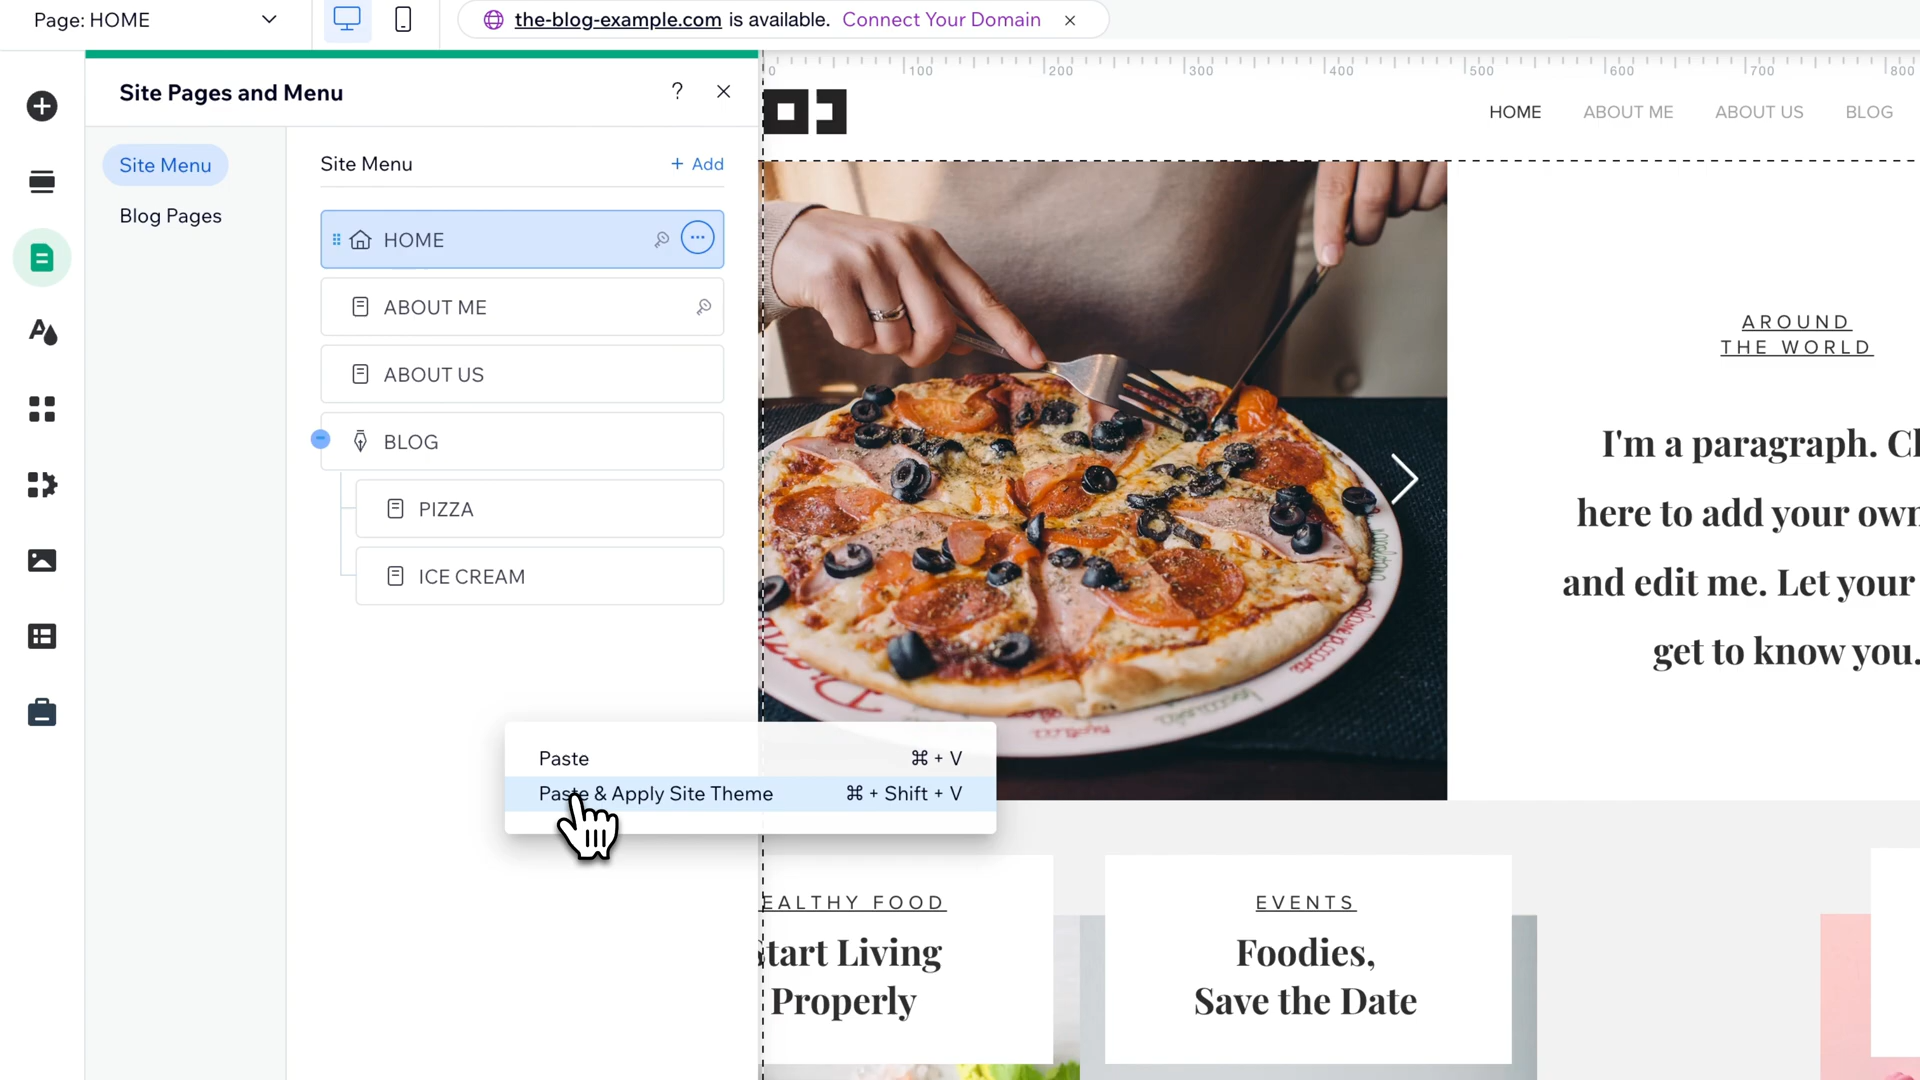 Page: HOME
the-blog-example.com is available. Connect Your Domain
Site Pages and Menu
?
Site Menu
Blog Pages
Site Menu
+ Add
HOME
ABOUT ME
ABOUT US
BLOG
PIZZA
ICE CREAM
0 100 200 300 400 500 600 700 800
HOME ABOUT ME ABOUT US BLOG
AROUND
THE WORLD
I'm a paragraph. Cl
here to add your own
and edit me. Let your
get to know you.
Paste ⌘ + V
Paste & Apply Site Theme ⌘ + Shift + V
EALTHY FOOD
Start Living
Properly
EVENTS
Foodies,
Save the Date